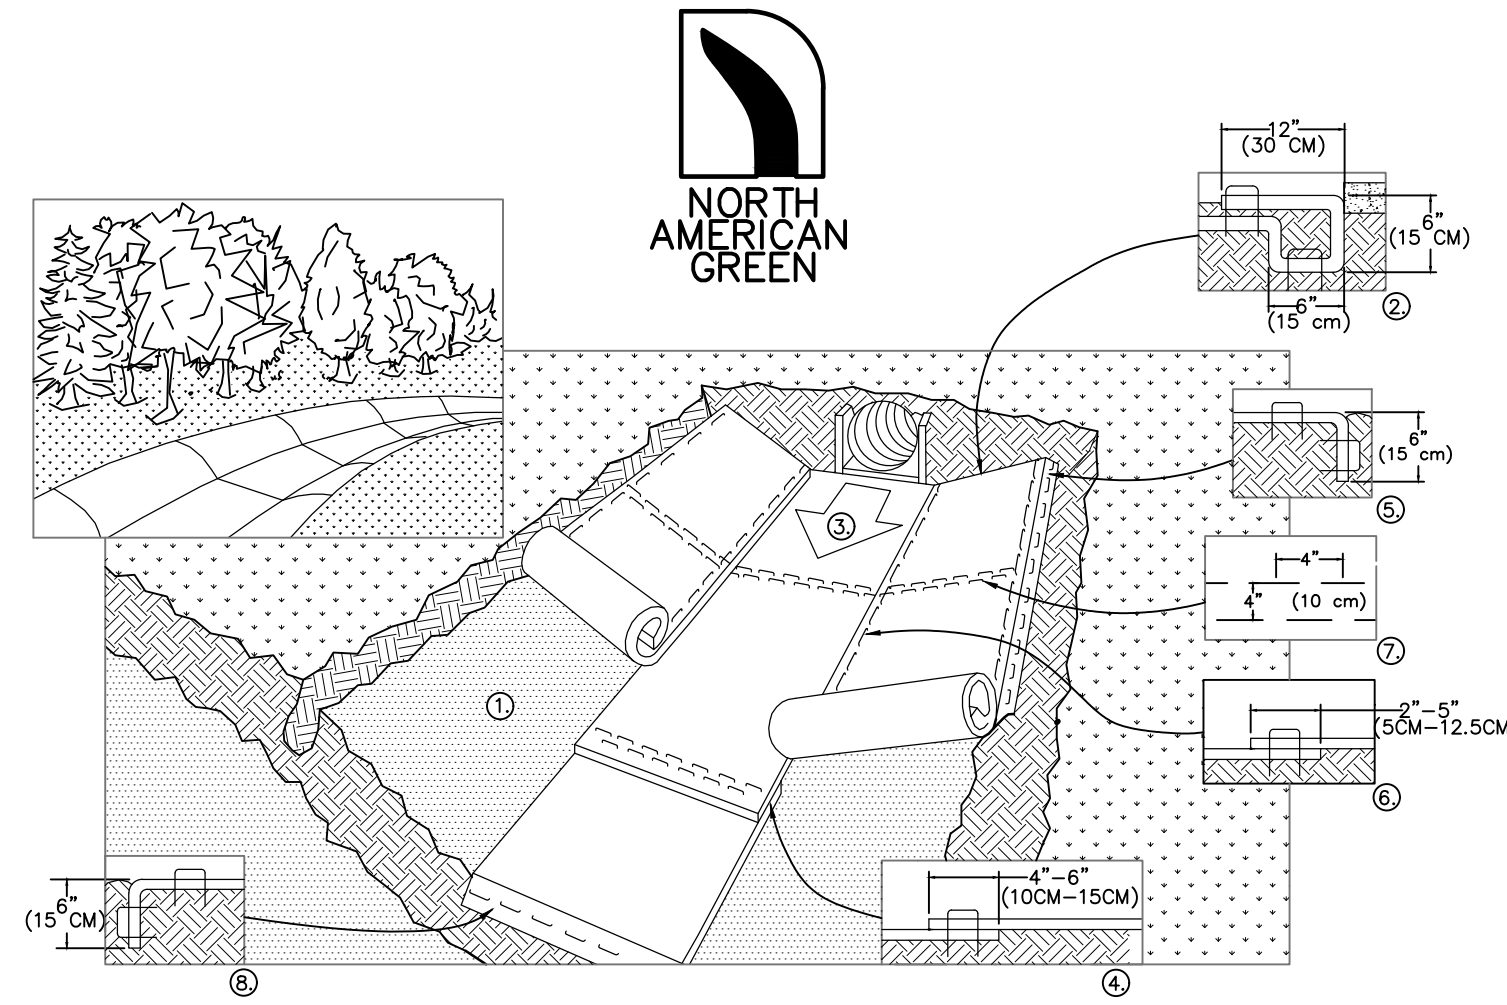 NORTH
AMERICAN
GREEN
12”
(30 CM)
6”
(15 CM)
6”
(15 cm)
2.
6”
(15 cm)
5.
3.
4”
4”
(10 cm)
7.
1.
2”-5”
(5CM-12.5CM
6.
4”-6”
(10CM-15CM)
4.
6”
(15 CM)
8.